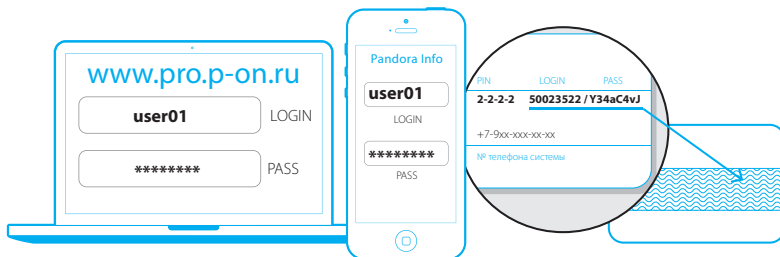 www.pro.p-on.ru
user01 LOGIN
******** PASS
Pandora Info
user01
LOGIN
********
PASS
PIN LOGIN PASS
2-2-2-2 50023522 / Y34aC4vJ
+7-9xx-xxx-xx-xx
№ телефона системы